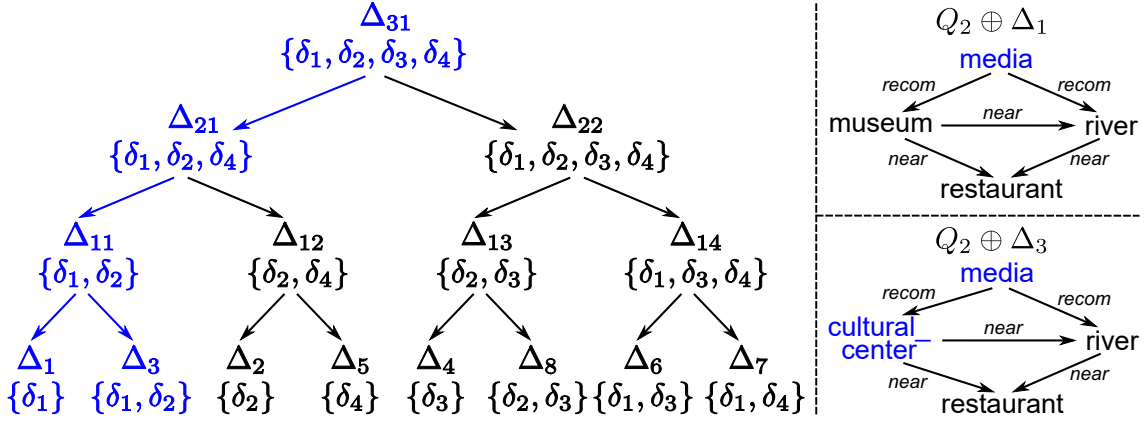 Δ₃₁
{δ₁, δ₂, δ₃, δ₄}
Δ₂₁
{δ₁, δ₂, δ₄}
Δ₂₂
{δ₁, δ₂, δ₃, δ₄}
Δ₁₁
{δ₁, δ₂}
Δ₁₂
{δ₂, δ₄}
Δ₁₃
{δ₂, δ₃}
Δ₁₄
{δ₁, δ₃, δ₄}
Δ₁
{δ₁}
Δ₃
{δ₁, δ₂}
Δ₂
{δ₂}
Δ₅
{δ₄}
Δ₄
{δ₃}
Δ₈
{δ₂, δ₃}
Δ₆
{δ₁, δ₃}
Δ₇
{δ₁, δ₄}
Q₂ ⊕ Δ₁
media
recom
recom
museum
near
river
near
near
restaurant
Q₂ ⊕ Δ₃
media
recom
recom
cultural_
center
near
river
near
near
restaurant